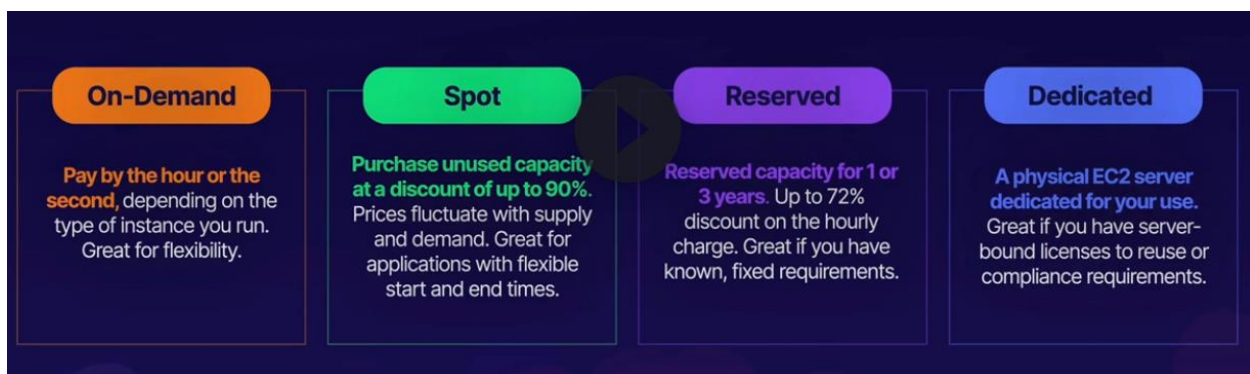 On-Demand
Pay by the hour or the
second, depending on the
type of instance you run.
Great for flexibility.
Spot
Purchase unused capacity
at a discount of up to 90%.
Prices fluctuate with supply
and demand. Great for
applications with flexible
start and end times.
Reserved
Reserved capacity for 1 or
3 years. Up to 72%
discount on the hourly
charge. Great if you have
known, fixed requirements.
Dedicated
A physical EC2 server
dedicated for your use.
Great if you have server-
bound licenses to reuse or
compliance requirements.